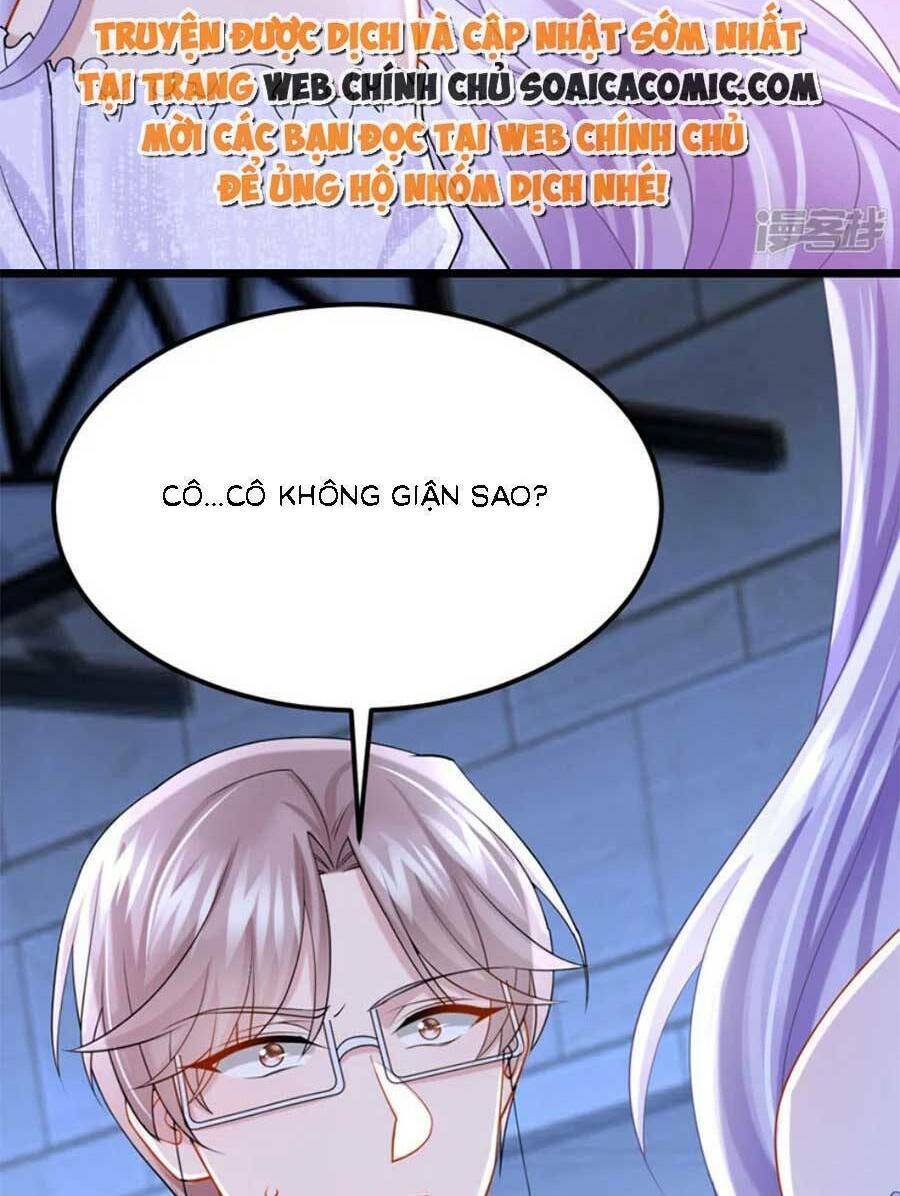 TRUYỆN ĐƯỢC DỊCH VÀ CẬP NHẬT SỚM NHẤT
TẠI TRANG WEB CHÍNH CHỦ SOAICACOMIC.COM
MỜI CÁC BẠN ĐỌC TẠI WEB CHÍNH CHỦ
ĐỂ ỦNG HỘ NHÓM DỊCH NHÉ!
漫客栈
CÔ...CÔ KHÔNG GIẬN SAO?